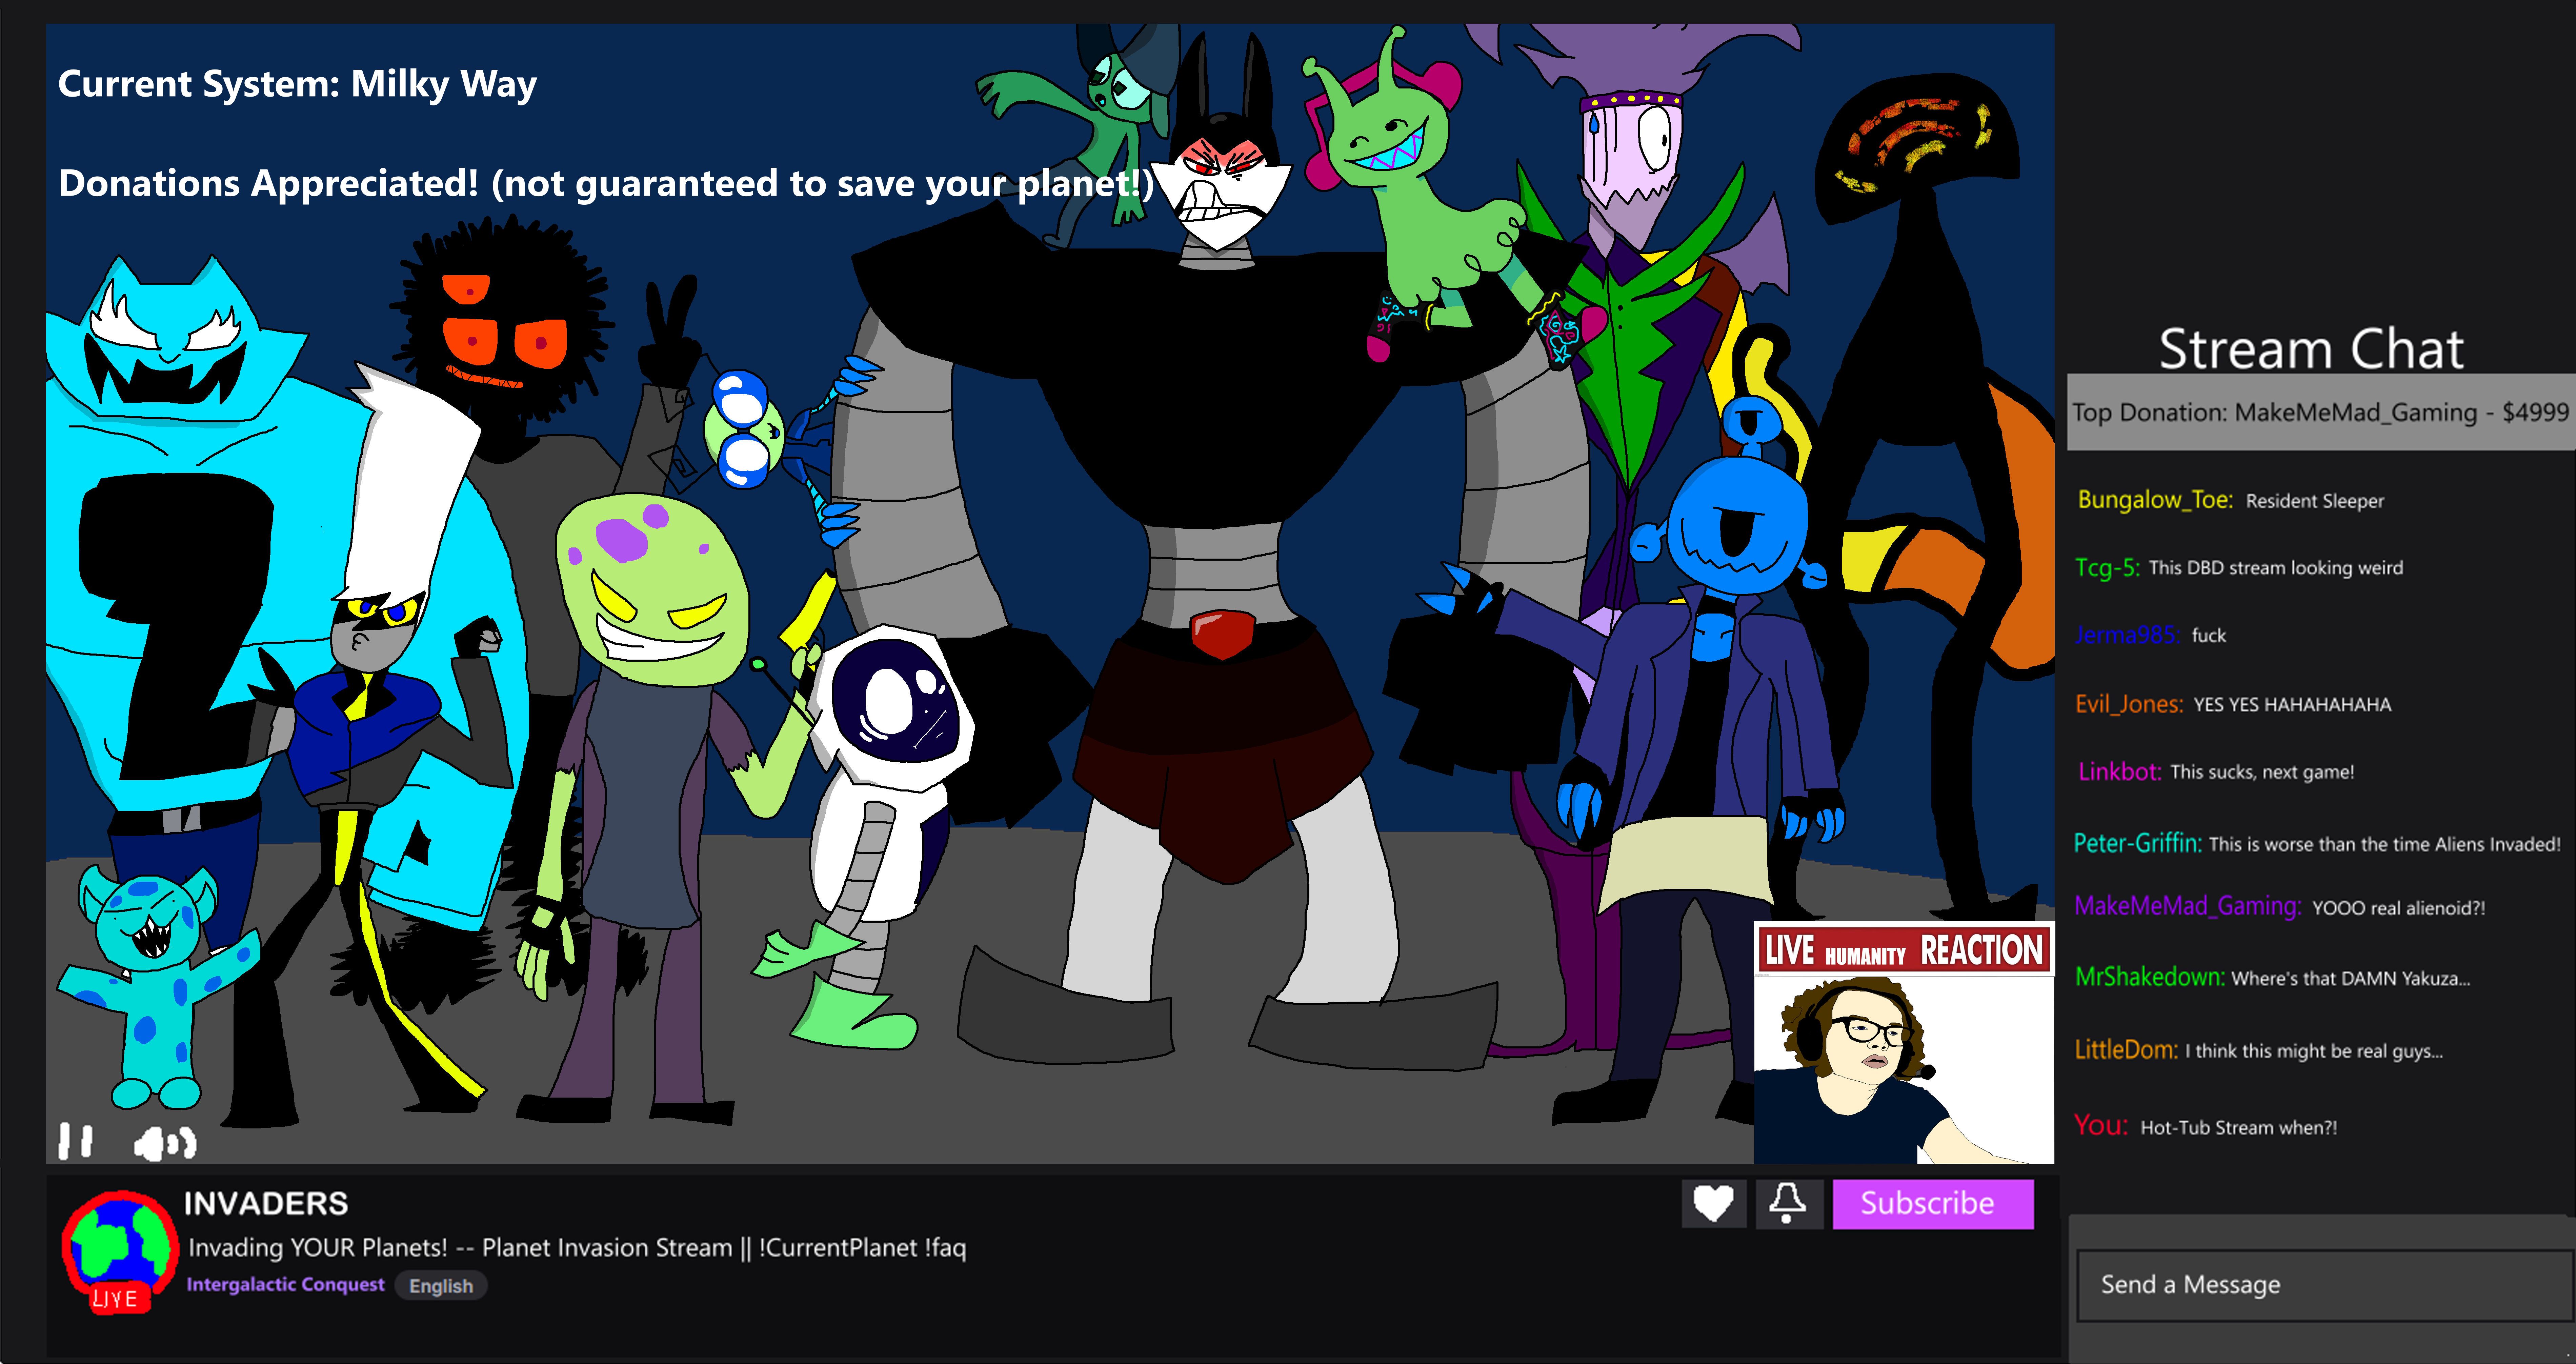 Current System: Milky Way
Donations Appreciated! (not guaranteed to save your planet!)
LIVE HUMANITY REACTION
LIVE
INVADERS
Invading YOUR Planets! -- Planet Invasion Stream || !CurrentPlanet !faq
Intergalactic Conquest English
Subscribe
Stream Chat
Top Donation: MakeMeMad_Gaming - $4999
Bungalow_Toe: Resident Sleeper
Tcg-5: This DBD stream looking weird
Jerma985: fuck
Evil_Jones: YES YES HAHAHAHAHA
Linkbot: This sucks, next game!
Peter-Griffin: This is worse than the time Aliens Invaded!
MakeMeMad_Gaming: YOOO real alienoid?!
MrShakedown: Where's that DAMN Yakuza...
LittleDom: I think this might be real guys...
You: Hot-Tub Stream when?!
Send a Message